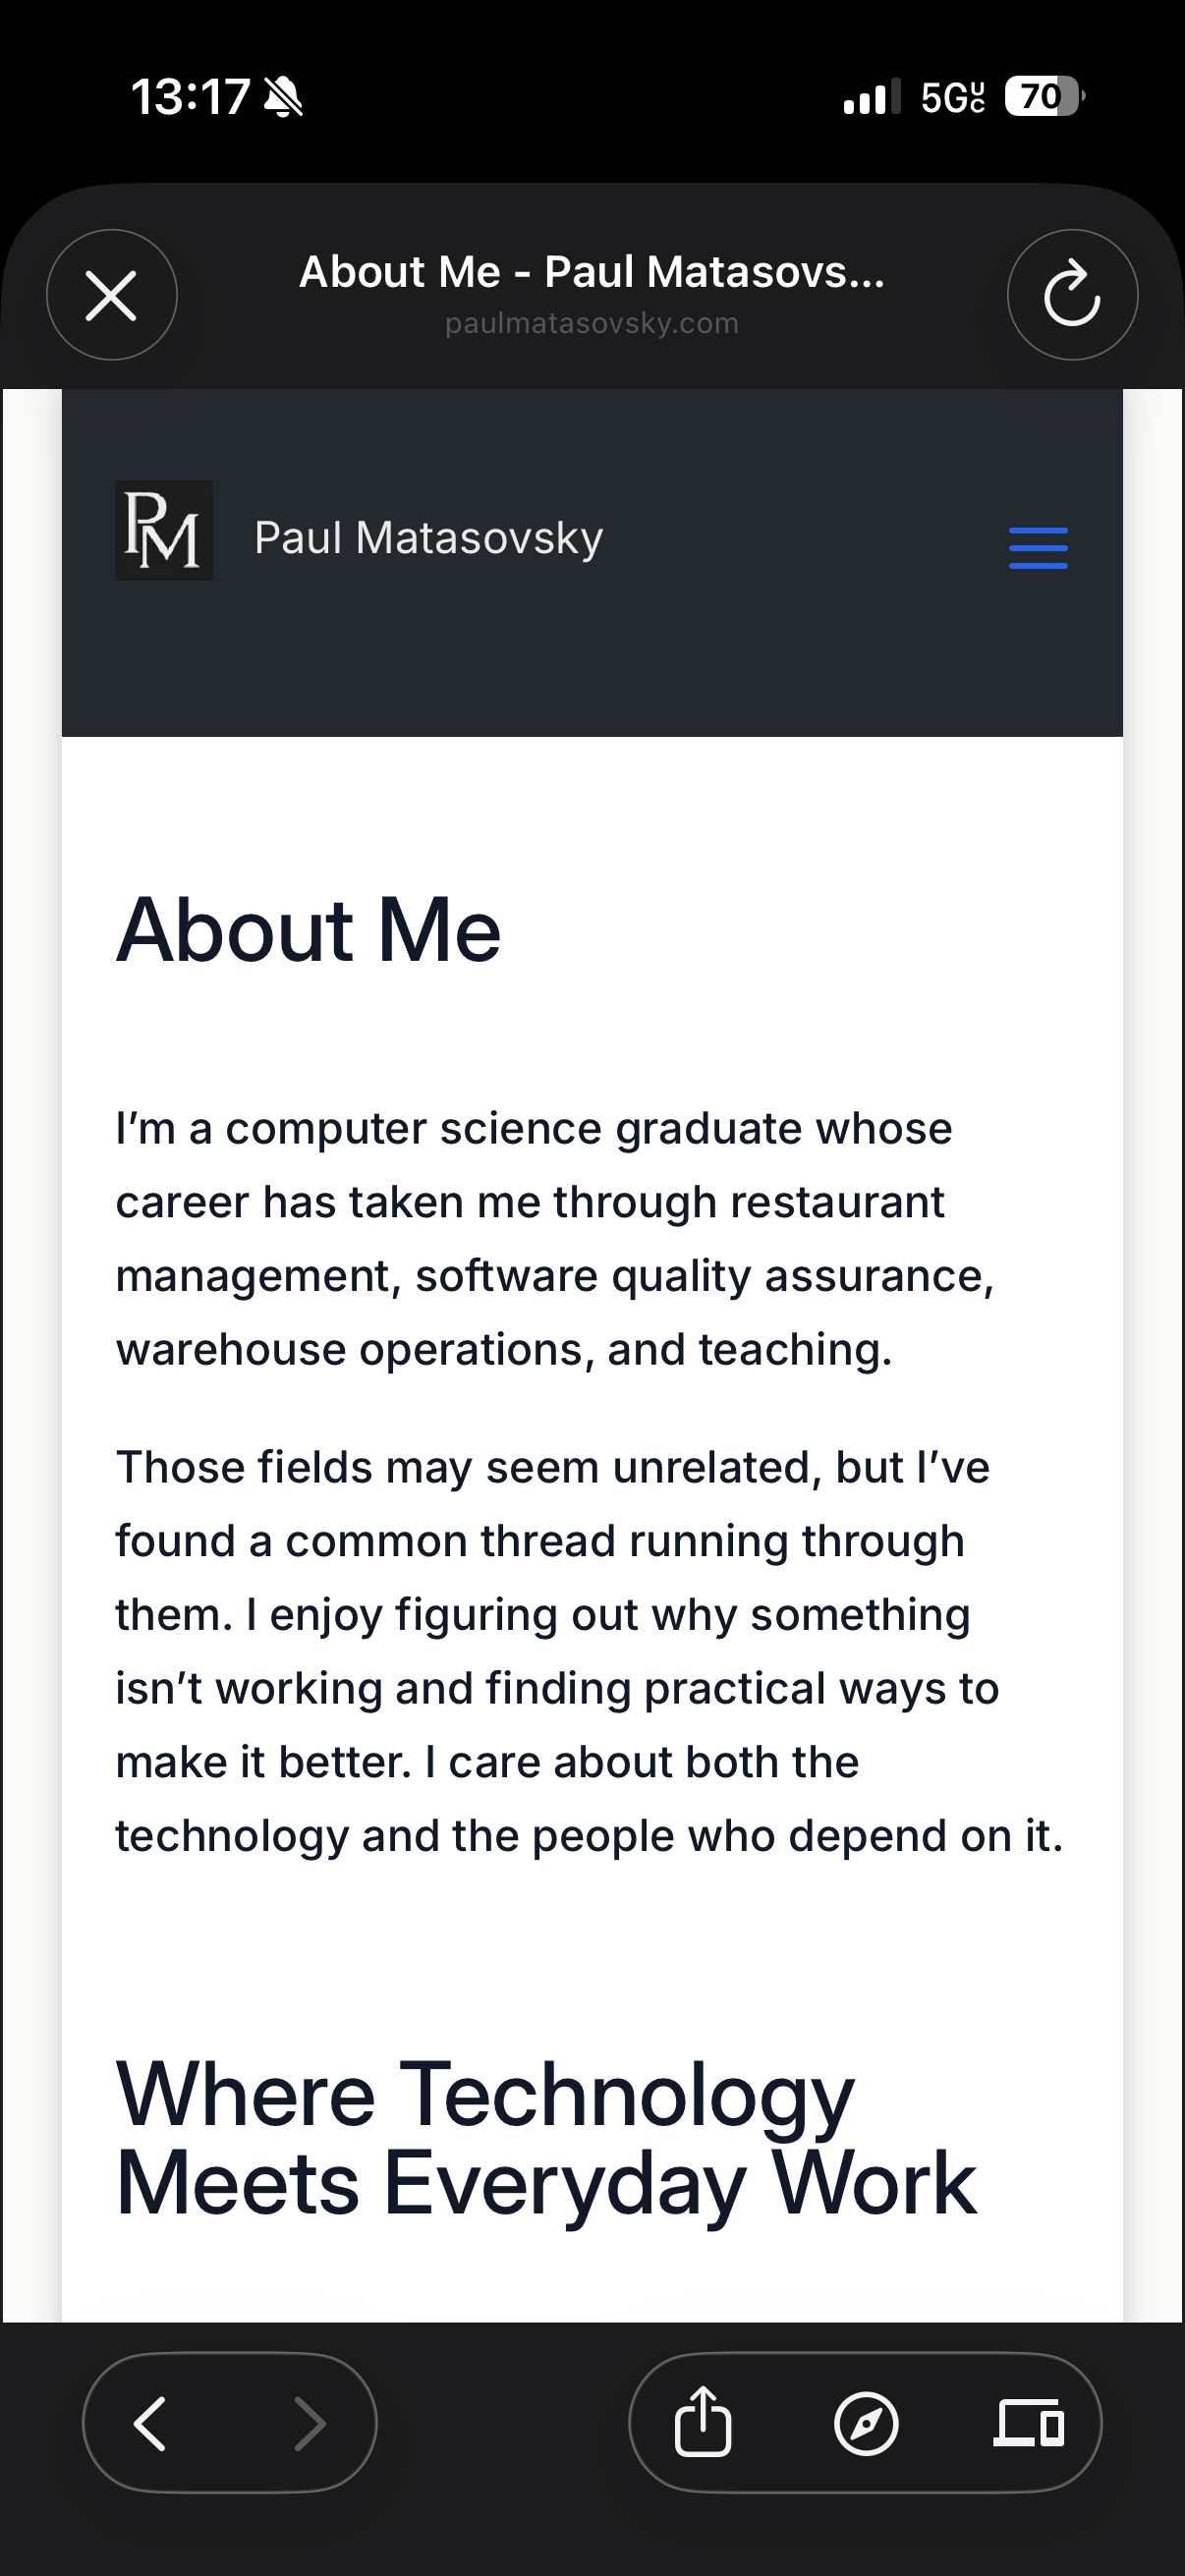 13:17
5GUC 70
About Me - Paul Matasovs...
paulmatasovsky.com
PM Paul Matasovsky
About Me
I’m a computer science graduate whose
career has taken me through restaurant
management, software quality assurance,
warehouse operations, and teaching.
Those fields may seem unrelated, but I’ve
found a common thread running through
them. I enjoy figuring out why something
isn’t working and finding practical ways to
make it better. I care about both the
technology and the people who depend on it.
Where Technology
Meets Everyday Work